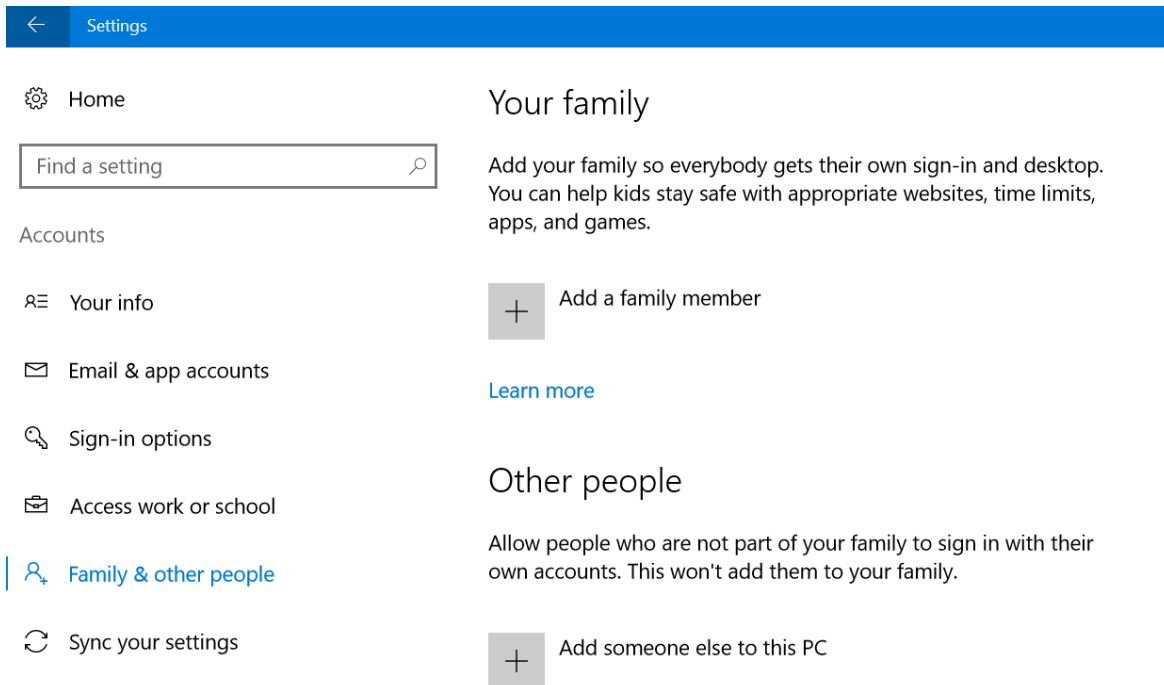 Settings
Home
Find a setting
Accounts
Your info
Email & app accounts
Sign-in options
Access work or school
Family & other people
Sync your settings
Your family
Add your family so everybody gets their own sign-in and desktop.
You can help kids stay safe with appropriate websites, time limits,
apps, and games.
Add a family member
Learn more
Other people
Allow people who are not part of your family to sign in with their
own accounts. This won't add them to your family.
Add someone else to this PC